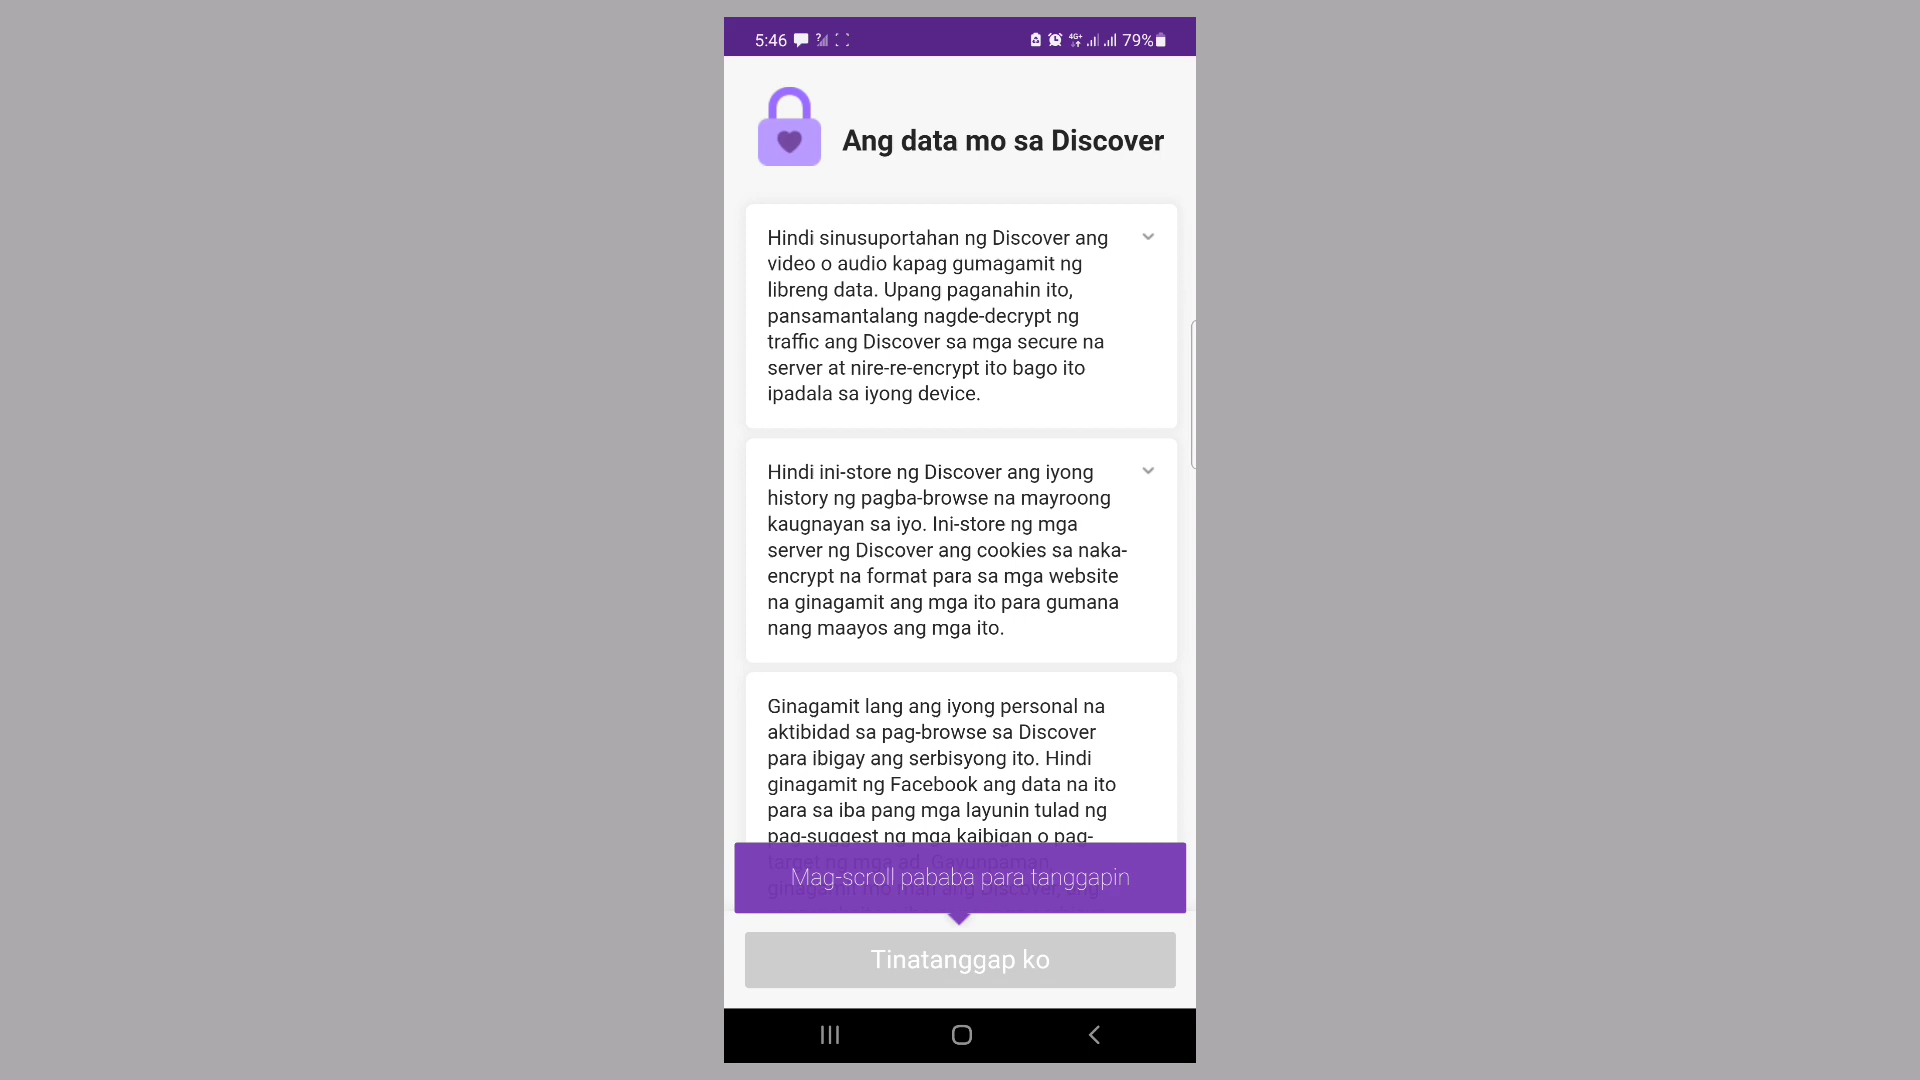 5:46 79%
Ang data mo sa Discover
Hindi sinusuportahan ng Discover ang
video o audio kapag gumagamit ng
libreng data. Upang paganahin ito,
pansamantalang nagde-decrypt ng
traffic ang Discover sa mga secure na
server at nire-re-encrypt ito bago ito
ipadala sa iyong device.
Hindi ini-store ng Discover ang iyong
history ng pagba-browse na mayroong
kaugnayan sa iyo. Ini-store ng mga
server ng Discover ang cookies sa naka-
encrypt na format para sa mga website
na ginagamit ang mga ito para gumana
nang maayos ang mga ito.
Ginagamit lang ang iyong personal na
aktibidad sa pag-browse sa Discover
para ibigay ang serbisyong ito. Hindi
ginagamit ng Facebook ang data na ito
para sa iba pang mga layunin tulad ng
pag-suggest ng mga kaibigan o pag-
target ng mga ad. Gayunpaman,
Mag-scroll pababa para tanggapin
Tinatanggap ko